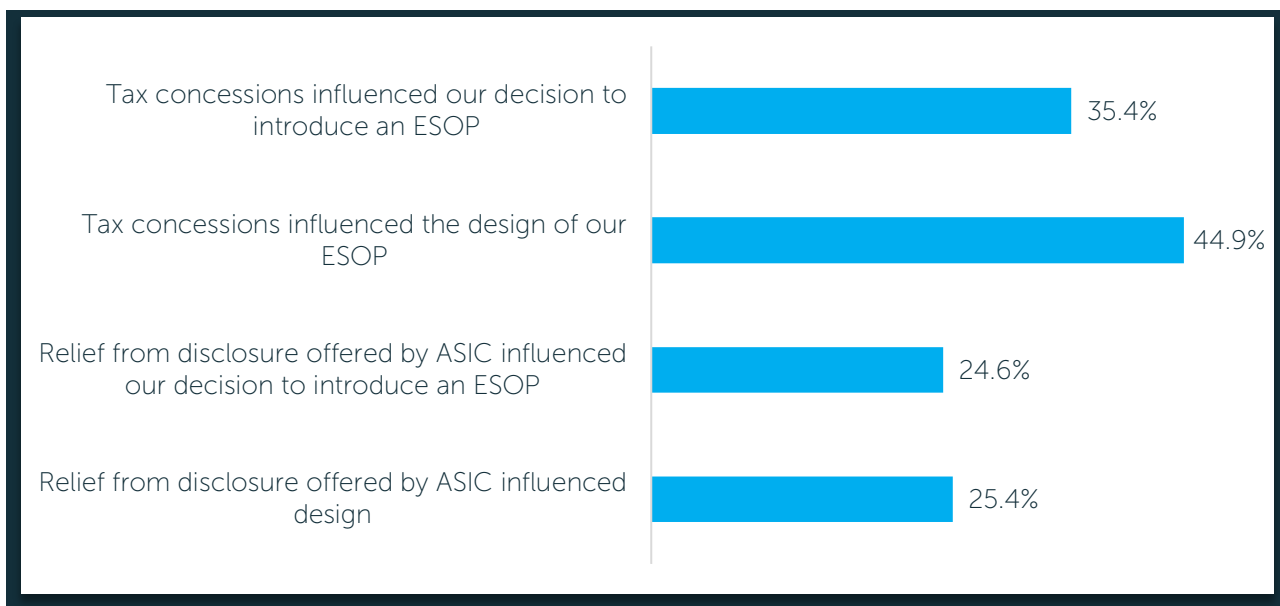 Tax concessions influenced our decision to
introduce an ESOP
35.4%
Tax concessions influenced the design of our
ESOP
44.9%
Relief from disclosure offered by ASIC influenced
our decision to introduce an ESOP
24.6%
Relief from disclosure offered by ASIC influenced
design
25.4%